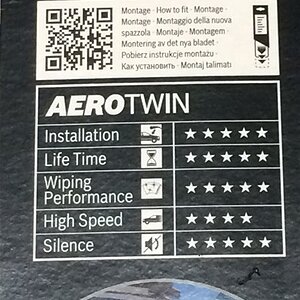 Montage · How to fit · Montage ·
Montage · Montaggio della nuova
spazzola · Montaje · Montagem
Montering av det nya bladet ·
Pobierz instrukcje montażu ·
Как установить · Montaj talimatı
AEROTWIN
Installation ★★★★★
Life Time ★★★★★
Wiping
Performance ★★★★★
High Speed ★★★★
Silence ★★★★★